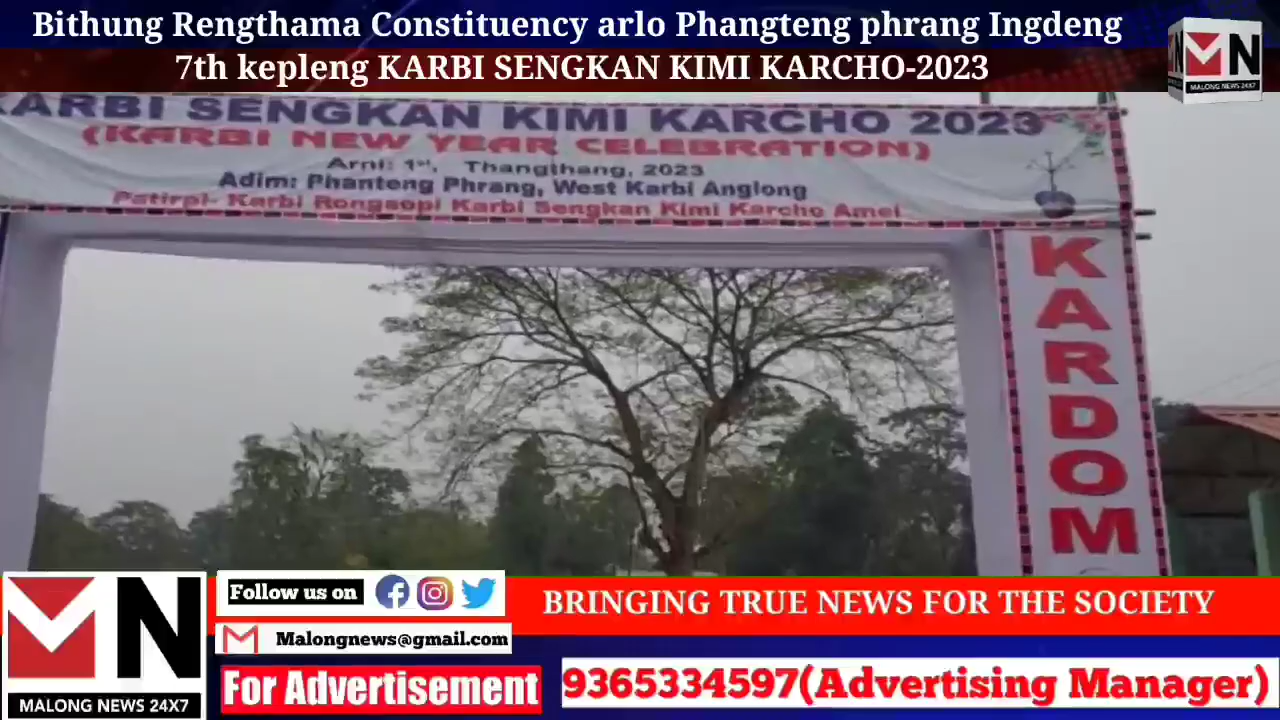 Bithung Rengthama Constituency arlo Phangteng phrang Ingdeng
7th kepleng KARBI SENGKAN KIMI KARCHO-2023
MN
MALONG NEWS 24X7
KARBI SENGKAN KIMI KARCHO 2023
(KARBI NEW YEAR CELEBRATION)
Arni: 1st, Thangthang, 2023
Adim: Phanteng Phrang, West Karbi Anglong
Patirpi- Karbi Rongsopi Karbi Sengkan Kimi Karcho Amei
KARDOM
MN
MALONG NEWS 24X7
Follow us on
BRINGING TRUE NEWS FOR THE SOCIETY
Malongnews@gmail.com
For Advertisement
9365334597(Advertising Manager)